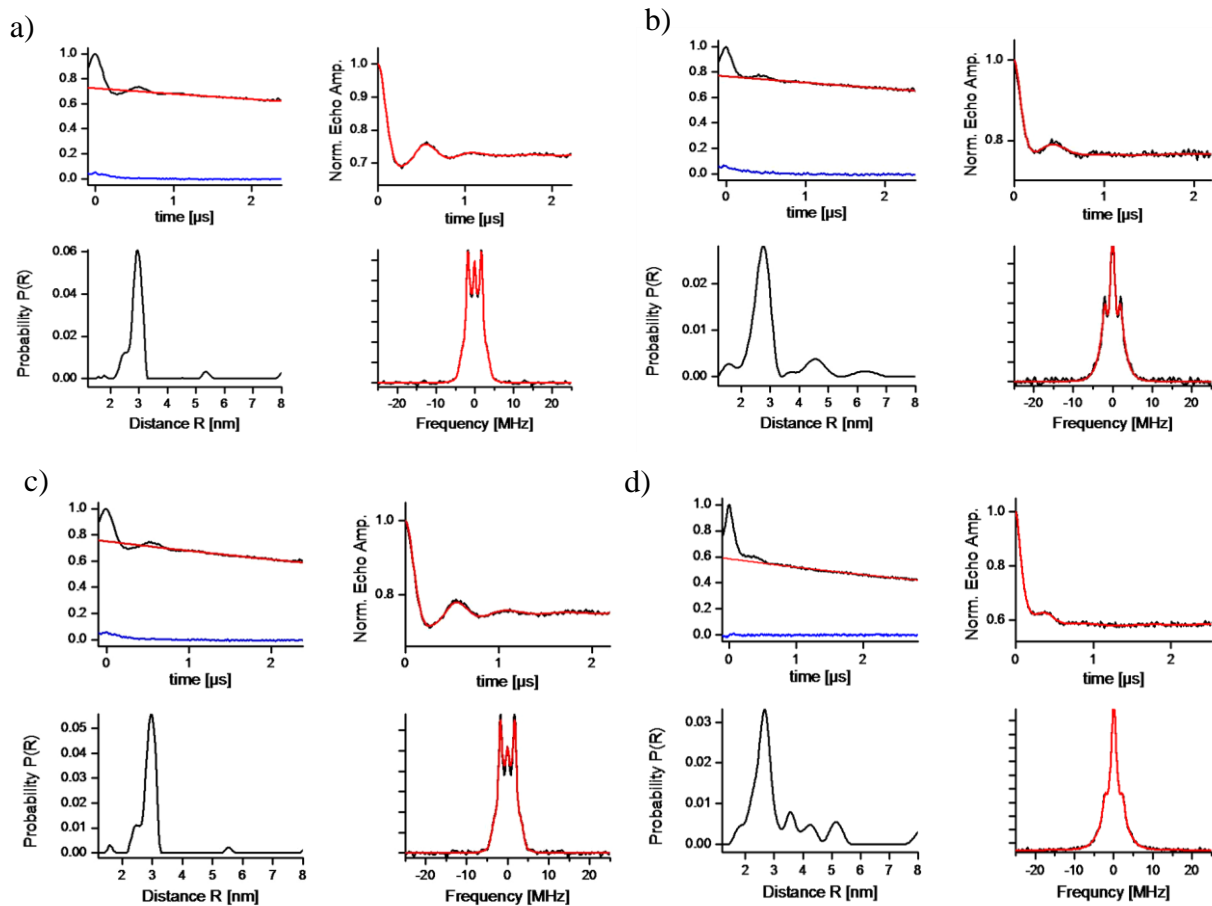 a)
1.0
0.8
0.6
0.4
0.2
0.0
0 1 2
time [µs]
Norm. Echo Amp.
1.0
0.7
0 1 2
time [µs]
Probability P(R)
0.06
0.04
0.02
0.00
2 3 4 5 6 7 8
Distance R [nm]
-20 -10 0 10 20
Frequency [MHz]
b)
1.0
0.8
0.6
0.4
0.2
0.0
0 1 2
time [µs]
Norm. Echo Amp.
1.0
0.8
0 1 2
time [µs]
Probability P(R)
0.02
0.01
0.00
2 3 4 5 6 7 8
Distance R [nm]
-20 -10 0 10 20
Frequency [MHz]
c)
1.0
0.8
0.6
0.4
0.2
0.0
0 1 2
time [µs]
Norm. Echo Amp.
1.0
0.8
0 1 2
time [µs]
Probability P(R)
0.05
0.04
0.03
0.02
0.01
0.00
2 3 4 5 6 7 8
Distance R [nm]
-20 -10 0 10 20
Frequency [MHz]
d)
1.0
0.8
0.6
0.4
0.2
0.0
0 1 2
time [µs]
Norm. Echo Amp.
1.0
0.8
0.6
0 1 2
time [µs]
Probability P(R)
0.03
0.02
0.01
0.00
2 3 4 5 6 7 8
Distance R [nm]
-20 -10 0 10 20
Frequncy [MHz]